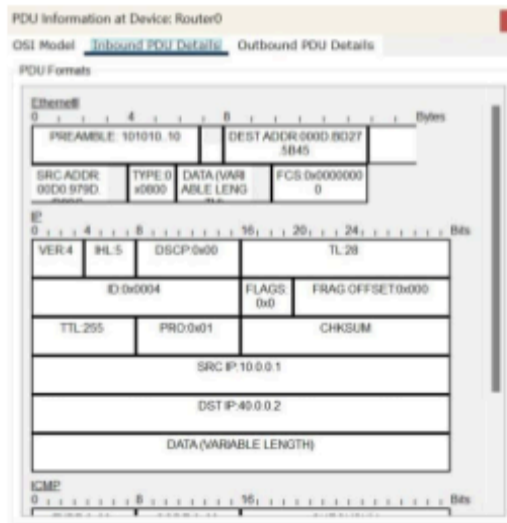 PDU Information at Device: Router0
OSI Model Inbound PDU Details Outbound PDU Details
PDU Formats
EthernetII
0 4 8 Bytes
PREAMBLE: 101010..10 DEST ADDR:000D.BD27
.5B45
SRC ADDR: TYPE:0 DATA (VARI FCS:0x0000000
00D0.979D. x0800 ABLE LENG 0
IP
0 4 8 16 20 24 Bits
VER:4 IHL:5 DSCP:0x00 TL:28
ID:0x0004 FLAGS: FRAG OFFSET:0x000
0x0
TTL:255 PRO:0x01 CHKSUM
SRC IP:10.0.0.1
DST IP:40.0.0.2
DATA (VARIABLE LENGTH)
ICMP
0 8 16 Bits